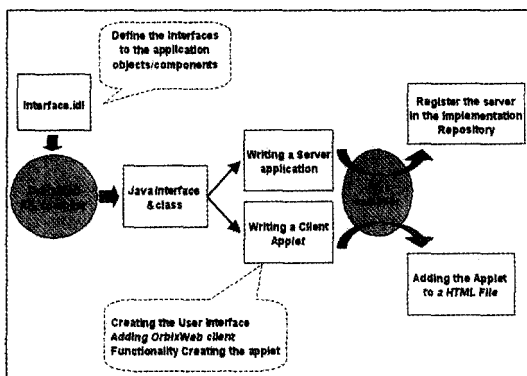 Define the Interfaces
to the application
objects/components
Interface.idl
Java Interface
& class
Writing a Server
application
Writing a Client
Applet
Register the server
in the Implementation
Repository
Adding the Applet
to a HTML File
Creating the User Interface
Adding OrbixWeb client
Functionality Creating the applet